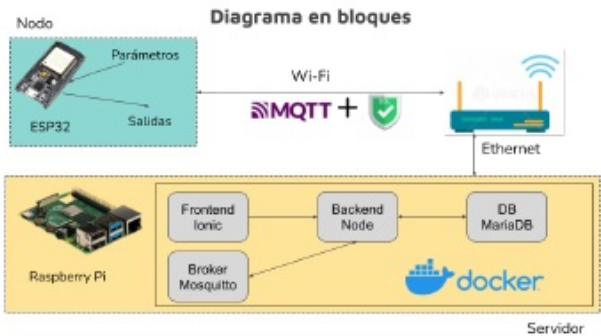 Diagrama en bloques
Nodo
Parámetros
Salidas
ESP32
Wi-Fi
MQTT +
Ethernet
Frontend
Ionic
Backend
Node
DB
MariaDB
Broker
Mosquitto
Raspberry Pi
docker
Servidor